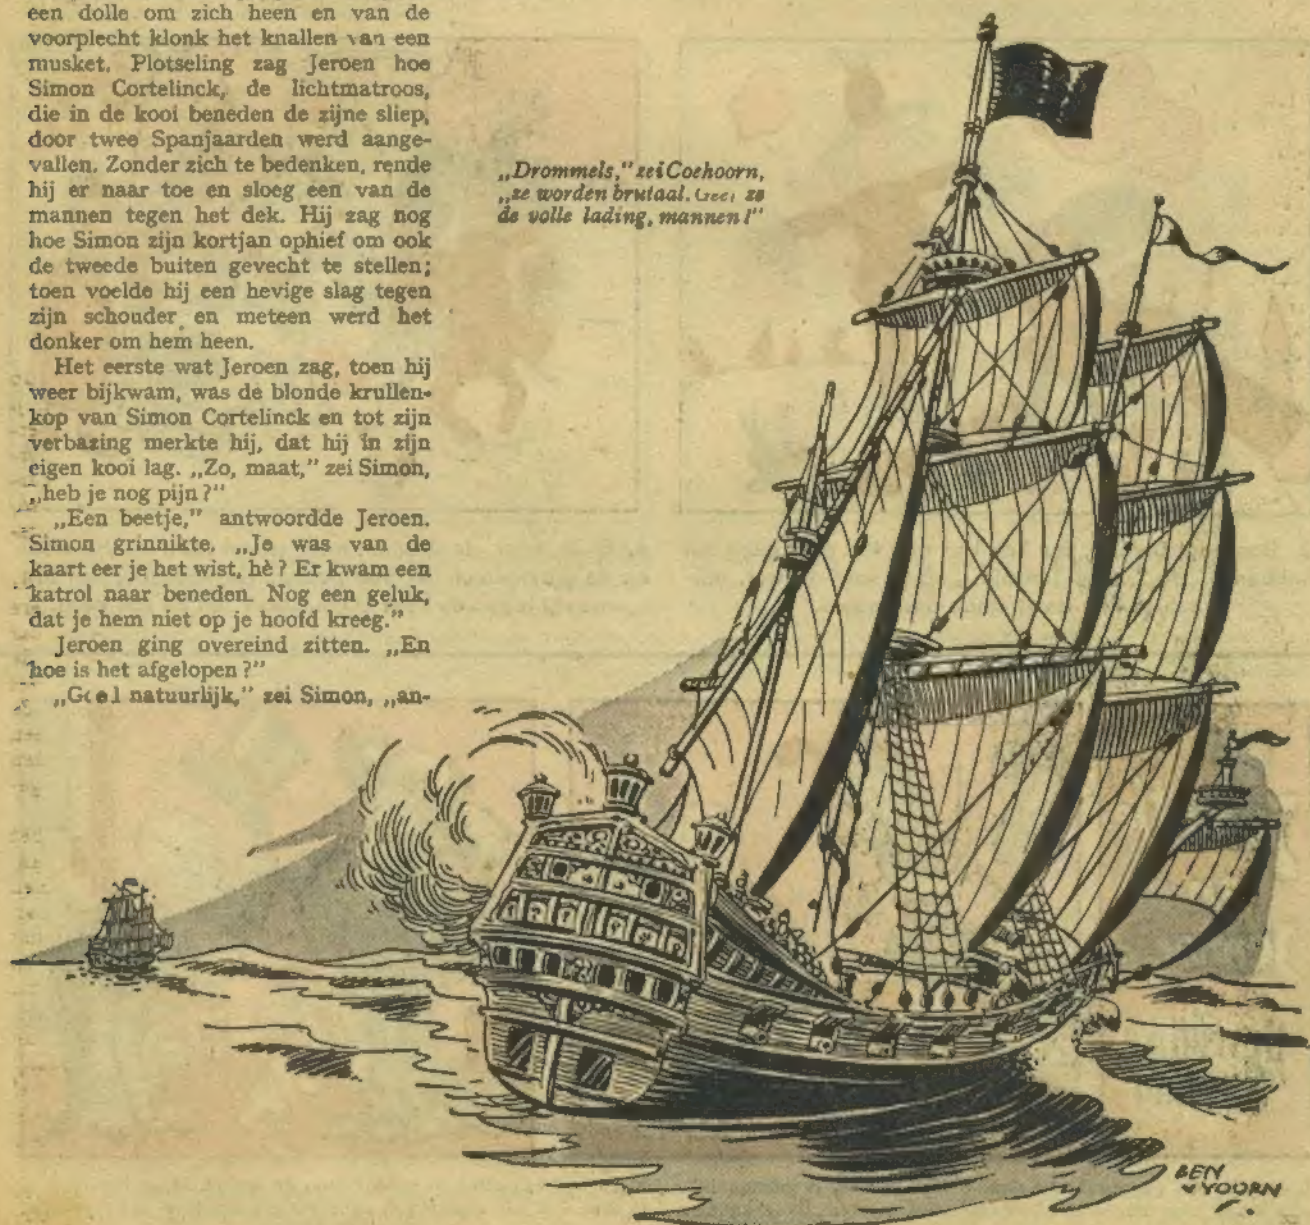 een dolle om zich heen en van de
voorplecht klonk het knallen van een
musket. Plotseling zag Jeroen hoe
Simon Cortelinck, de lichtmatroos,
die in de kooi beneden de zijne sliep,
door twee Spanjaarden werd aange-
vallen. Zonder zich te bedenken, rende
hij er naar toe en sloeg een van de
mannen tegen het dek. Hij zag nog
hoe Simon zijn kortjan ophief om ook
de tweede buiten gevecht te stellen;
toen voelde hij een hevige slag tegen
zijn schouder en meteen werd het
donker om hem heen.
Het eerste wat Jeroen zag, toen hij
weer bijkwam, was de blonde krullen-
kop van Simon Cortelinck en tot zijn
verbazing merkte hij, dat hij in zijn
eigen kooi lag. „Zo, maat,” zei Simon,
„heb je nog pijn?”
„Een beetje,” antwoordde Jeroen.
Simon grinnikte. „Je was van de
kaart eer je het wist, hè? Er kwam een
katrol naar beneden. Nog een geluk,
dat je hem niet op je hoofd kreeg.”
Jeroen ging overeind zitten. „En
hoe is het afgelopen?”
natuurlijk,” zei Simon, „an-
„Drommels,” zei Coehoorn,
„ze worden brutaal. Geef ze
de volle lading, mannen!”
BEN
v VOORN